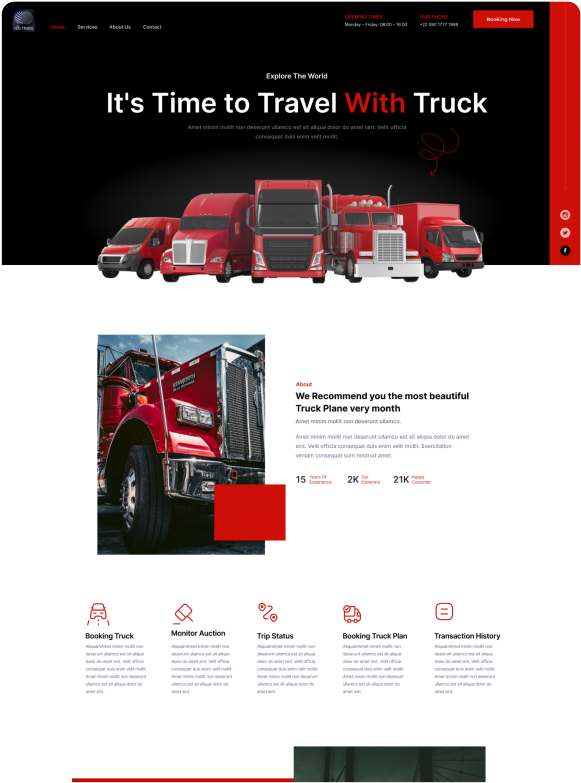 OPENING TIMES
OUR PHONE
Monday – Friday: 08:00 – 16:00
+22 090 1777 1999
Booking Now
Home
Services
About Us
Contact
Explore The World
It's Time to Travel With Truck
Amet minim mollit non deserunt ullamco est sit aliqua dolor do amet sint. Velit officia
consequat duis enim velit mollit.
About
We Recommend you the most beautiful
Truck Plane very month
Amet minim mollit non deserunt ullamco.
Amet minim mollit non deserunt ullamco est sit aliqua dolor do amet
sint. Velit officia consequat duis enim velit mollit. Exercitation
veniam consequat sunt nostrud amet.
15
Years Of
Experience
2K
Our
Explorers
21K
Happy
Customer
Booking Truck
AliquamAmet minim mollit non
deserunt ullamco est sit aliqua
dolor do amet sint. Velit officia
consequat duis enim velit mollit.
Amet minim mollit non deserunt
ullamco est sit aliqua dolor do
amet sint.
Monitor Auction
AliquamAmet minim mollit non
deserunt ullamco est sit aliqua
dolor do amet sint. Velit officia
consequat duis enim velit mollit.
Amet minim mollit non deserunt
ullamco est sit aliqua dolor do
amet sint.
Trip Status
AliquamAmet minim mollit non
deserunt ullamco est sit aliqua
dolor do amet sint. Velit officia
consequat duis enim velit mollit.
Amet minim mollit non deserunt
ullamco est sit aliqua dolor do
amet sint.
Booking Truck Plan
AliquamAmet minim mollit non
deserunt ullamco est sit aliqua
dolor do amet sint. Velit officia
consequat duis enim velit mollit.
Amet minim mollit non deserunt
ullamco est sit aliqua dolor do
amet sint.
Transaction History
AliquamAmet minim mollit non
deserunt ullamco est sit aliqua
dolor do amet sint. Velit officia
consequat duis enim velit mollit.
Amet minim mollit non deserunt
ullamco est sit aliqua dolor do
amet sint.